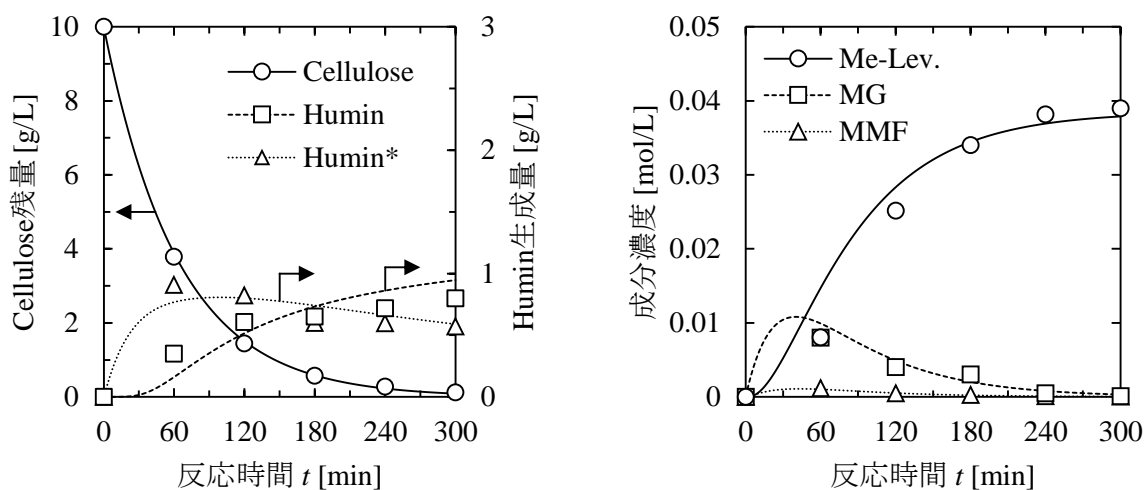 Cellulose残量 [g/L]
10
8
6
4
2
0
Cellulose
Humin
Humin*
3
2
1
0
Humin生成量 [g/L]
0 60 120 180 240 300
反応時間 t [min]
成分濃度 [mol/L]
0.05
0.04
0.03
0.02
0.01
0
Me-Lev.
MG
MMF
0 60 120 180 240 300
反応時間 t [min]